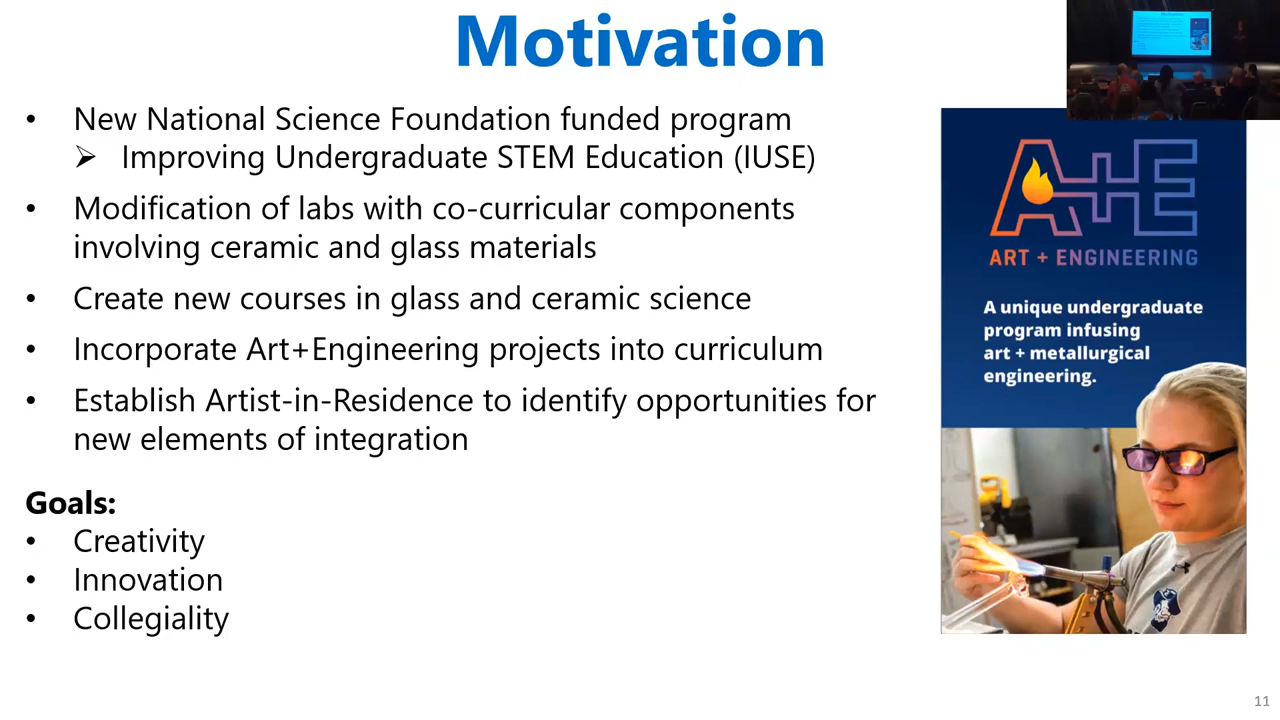 Motivation
• New National Science Foundation funded program
➢ Improving Undergraduate STEM Education (IUSE)
• Modification of labs with co-curricular components
involving ceramic and glass materials
• Create new courses in glass and ceramic science
• Incorporate Art+Engineering projects into curriculum
• Establish Artist-in-Residence to identify opportunities for
new elements of integration
Goals:
• Creativity
• Innovation
• Collegiality
A+E
ART + ENGINEERING
A unique undergraduate
program infusing
art + metallurgical
engineering.
11